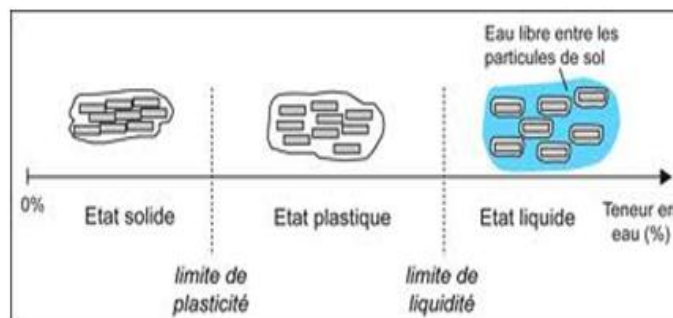 Eau libre entre les
particules de sol
0%
Etat solide
Etat plastique
Etat liquide
Teneur en
eau (%)
limite de
plasticité
limite de
liquidité